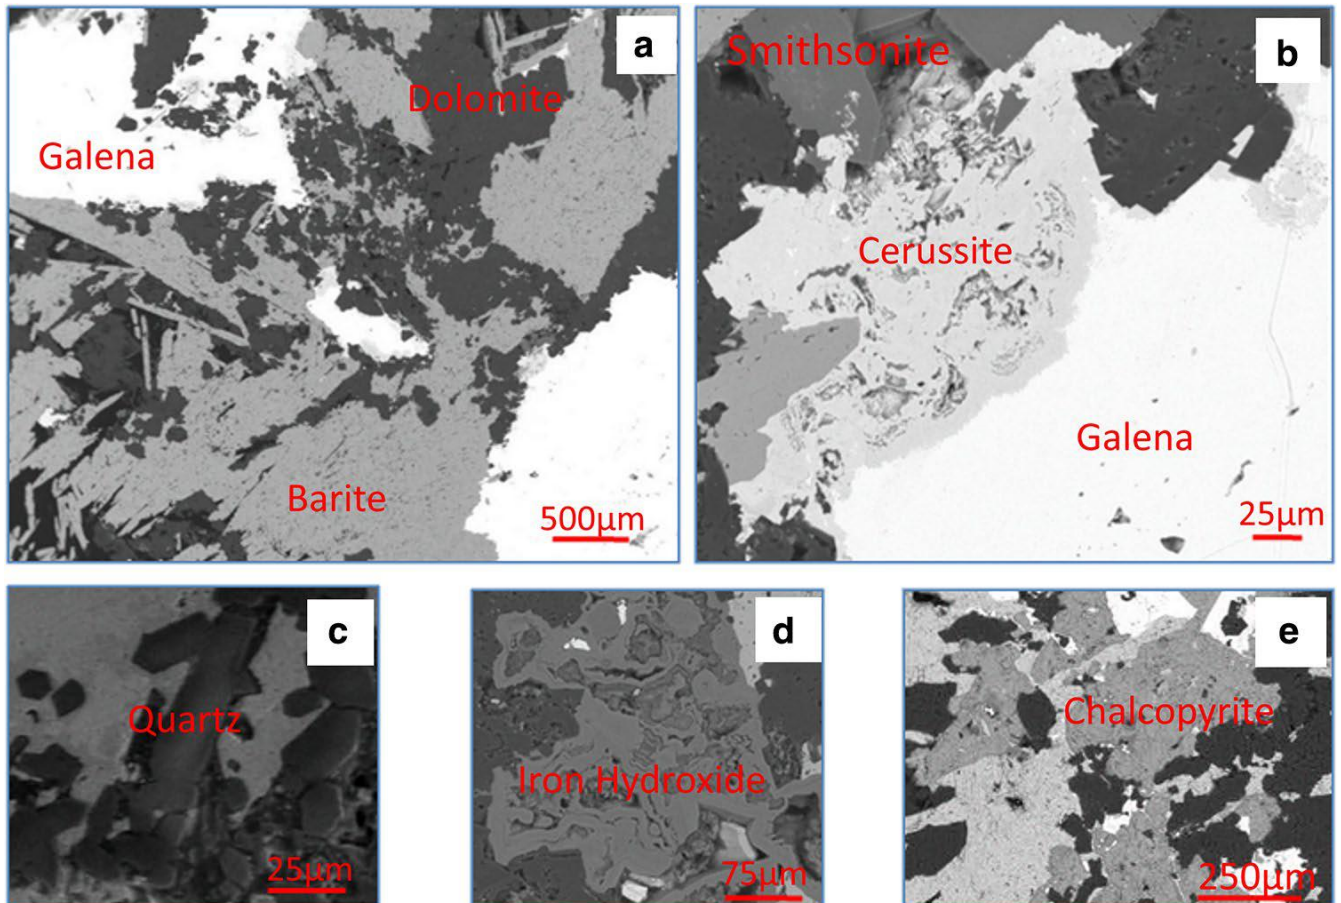 a
Dolomite
Galena
Barite
500μm
b
Smithsonite
Cerussite
Galena
25μm
c
Quartz
25μm
d
Iron Hydroxide
75μm
e
Chalcopyrite
250μm